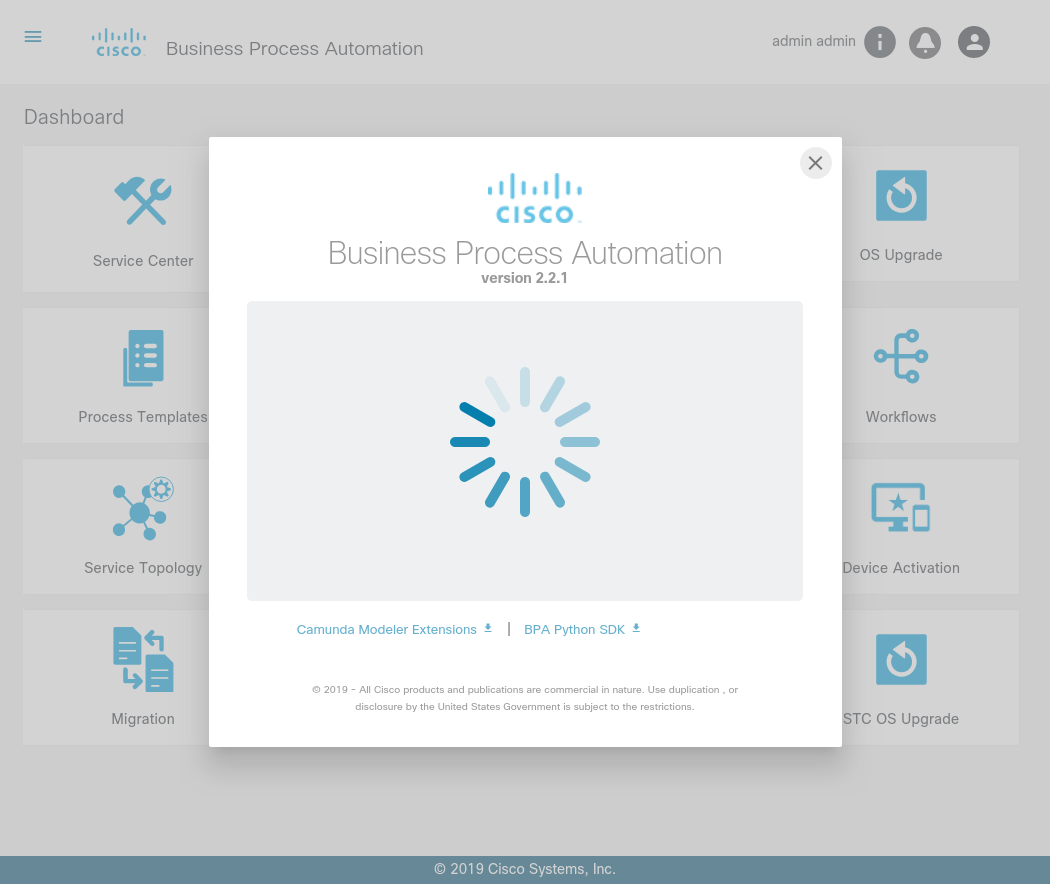 CISCO
Business Process Automation
admin admin
Dashboard
CISCO
Business Process Automation
version 2.2.1
Service Center
OS Upgrade
Process Templates
Workflows
Service Topology
Device Activation
Camunda Modeler Extensions | BPA Python SDK
© 2019 - All Cisco products and publications are commercial in nature. Use duplication , or
disclosure by the United States Government is subject to the restrictions.
Migration
STC OS Upgrade
© 2019 Cisco Systems, Inc.